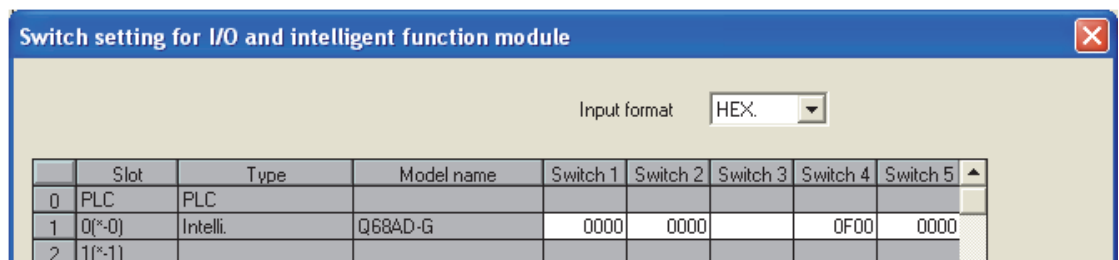 Switch setting for I/O and intelligent function module
Input format HEX.
Slot Type Model name Switch 1 Switch 2 Switch 3 Switch 4 Switch 5
0 PLC PLC
1 0(*-0) Intelli. Q68AD-G 0000 0000 0F00 0000
2 1(*-1)